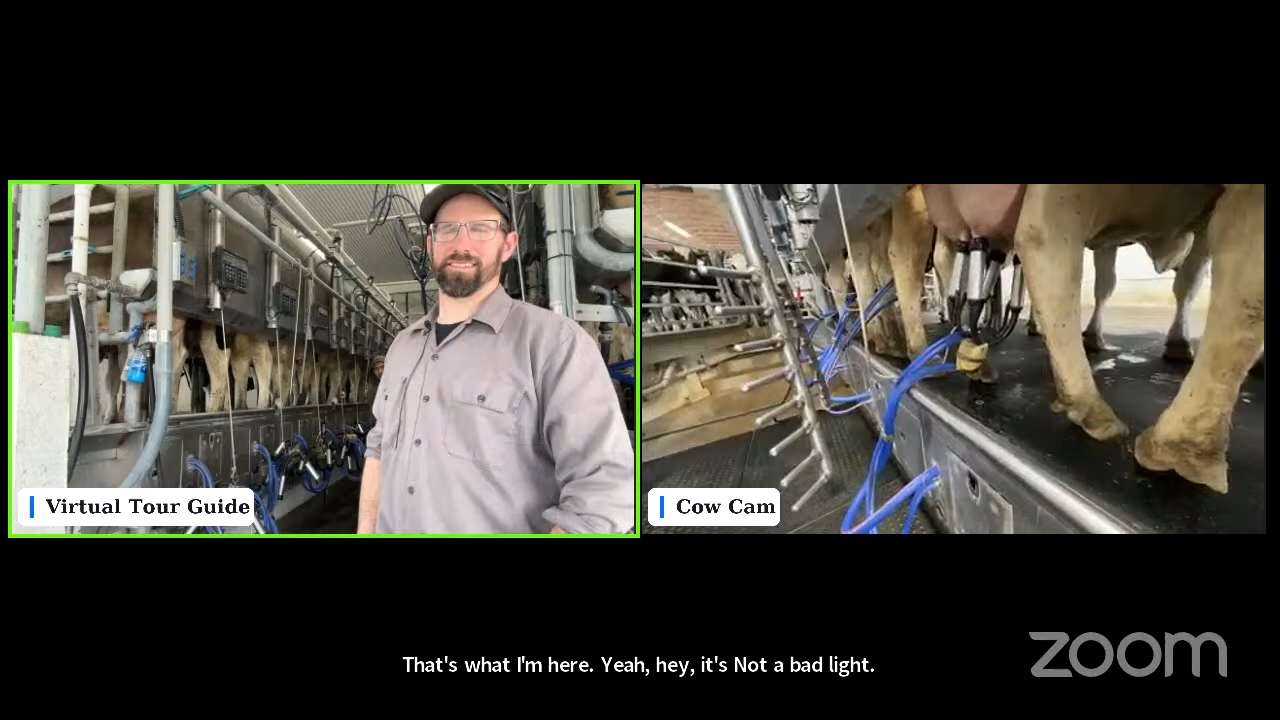 Virtual Tour Guide
Cow Cam
That's what I'm here. Yeah, hey, it's Not a bad light.
zoom